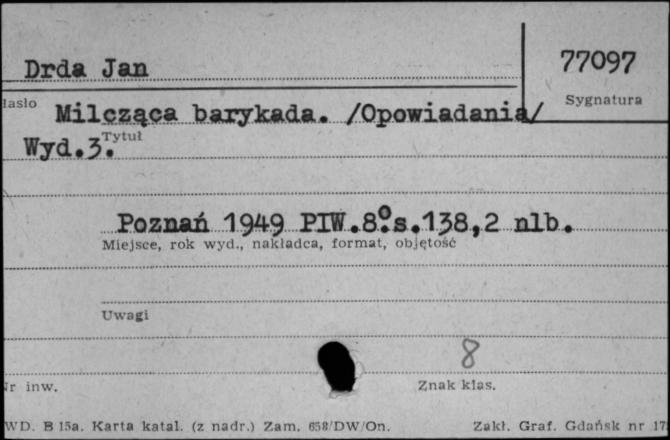 Drda Jan
77097
Hasło
Sygnatura
Milcząca barykada. /Opowiadania/
Tytuł
Wyd.3.
Poznań 1949 PIW.8⁰.s.138,2 nlb.
Miejsce, rok wyd., nakładca, format, objętość
Uwagi
8
Nr inw.
Znak klas.
WD. B 15a. Karta katal. (z nadr.) Zam. 658/DW/On.
Zakł. Graf. Gdańsk nr 17